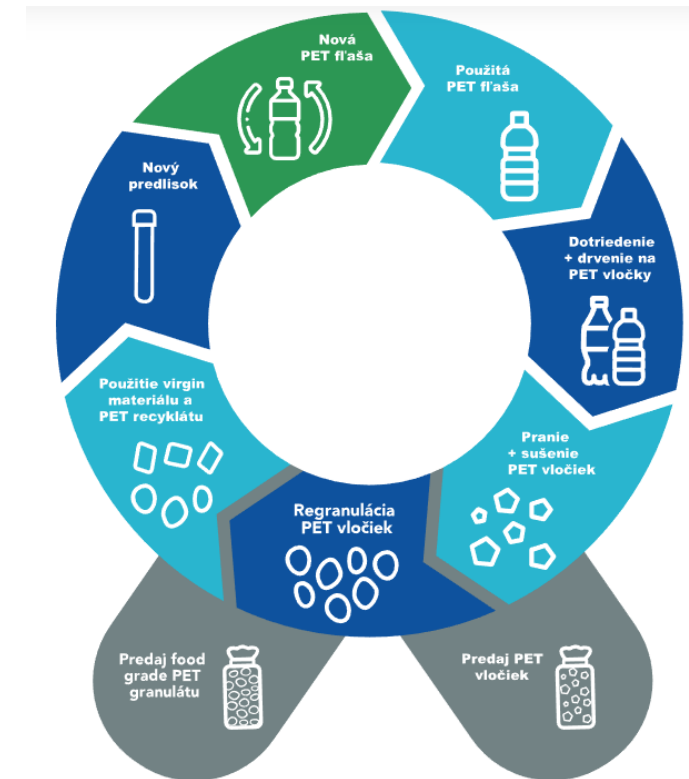 Nová
PET fľaša
Použitá
PET fľaša
Dotriedenie
+ drvenie na
PET vločky
Pranie
+ sušenie
PET vločiek
Regranulácia
PET vločiek
Použitie virgin
materiálu a
PET recyklátu
Nový
predlisok
Predaj food
grade PET
granulátu
Predaj PET
vločiek